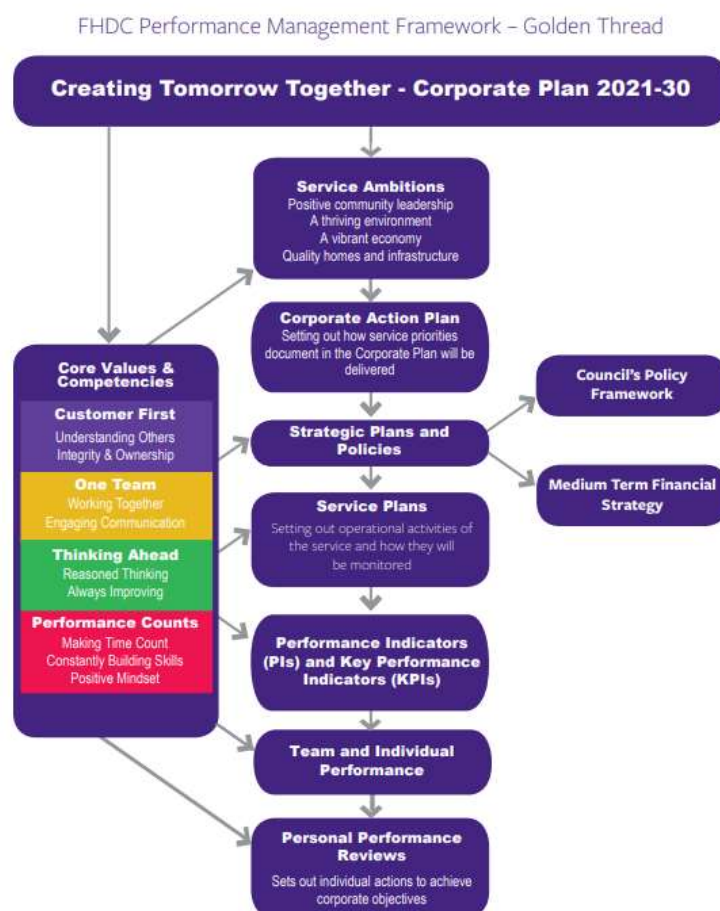 FHDC Performance Management Framework – Golden Thread
Creating Tomorrow Together - Corporate Plan 2021-30
Service Ambitions
Positive community leadership
A thriving environment
A vibrant economy
Quality homes and infrastructure
Corporate Action Plan
Setting out how service priorities
document in the Corporate Plan will be
delivered
Core Values &
Competencies
Customer First
Understanding Others
Integrity & Ownership
One Team
Working Together
Engaging Communication
Thinking Ahead
Reasoned Thinking
Always Improving
Performance Counts
Making Time Count
Constantly Building Skills
Positive Mindset
Strategic Plans and
Policies
Council's Policy
Framework
Medium Term Financial
Strategy
Service Plans
Setting out operational activities of
the service and how they will
be monitored
Performance Indicators
(PIs) and Key Performance
Indicators (KPIs)
Team and Individual
Performance
Personal Performance
Reviews
Sets out individual actions to achieve
corporate objectives